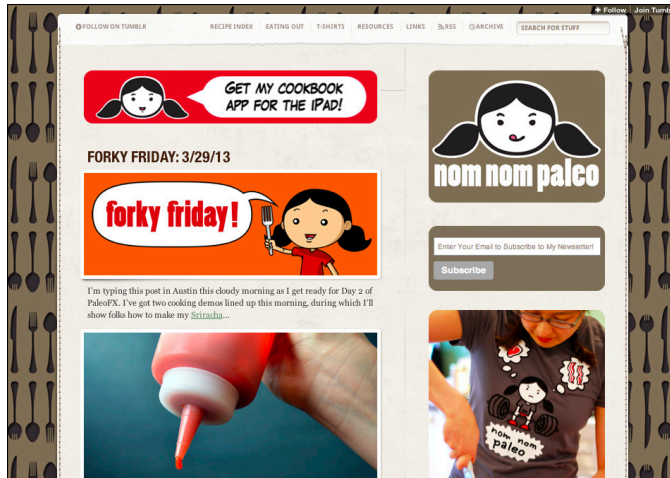 Follow
Join Tumb
FOLLOW ON TUMBLR
RECIPE INDEX
EATING OUT
T-SHIRTS
RESOURCES
LINKS
RSS
ARCHIVE
SEARCH FOR STUFF
GET MY COOKBOOK
APP FOR THE IPAD!
FORKY FRIDAY: 3/29/13
forky friday!
I'm typing this post in Austin this cloudy morning as I get ready for Day 2 of
PaleoFX. I've got two cooking demos lined up this morning, during which I'll
show folks how to make my Sriracha...
nom nom paleo
Enter Your Email to Subscribe to My Newsletter!
Subscribe
nom nom
paleo